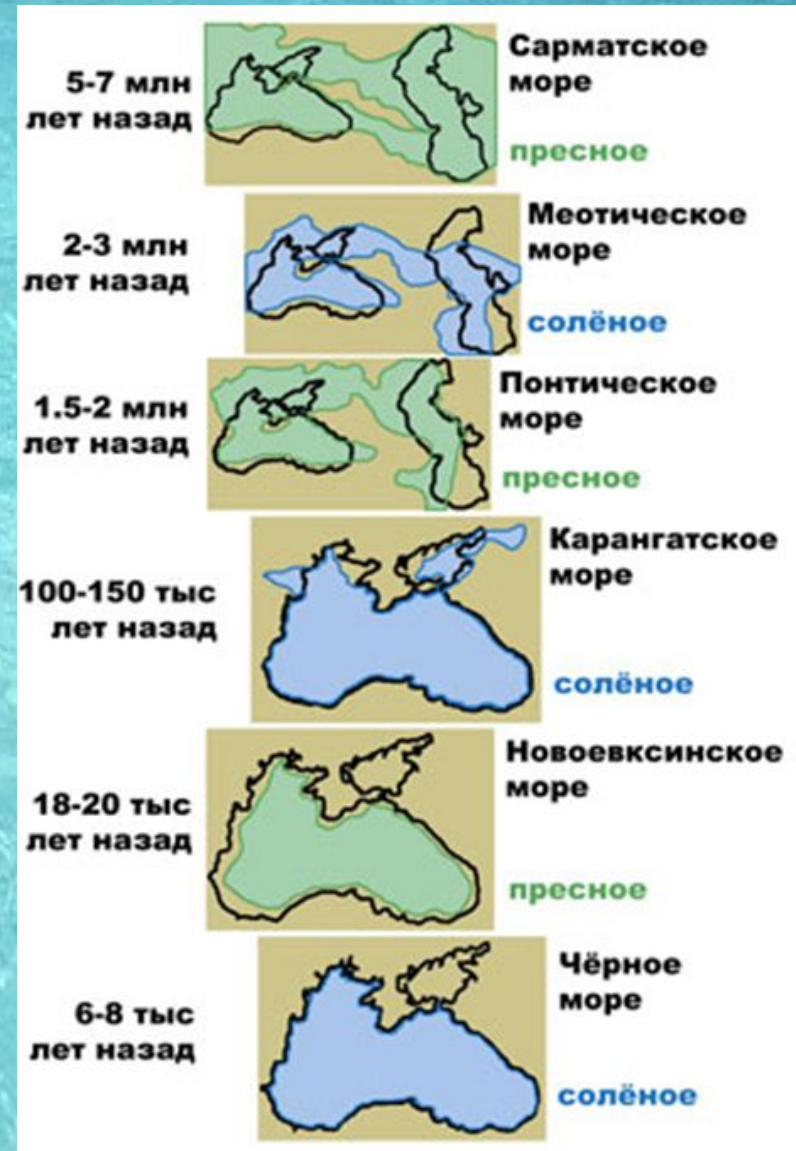 5-7 млн
лет назад
Сарматское
море
пресное
2-3 млн
лет назад
Меотическое
море
солёное
1.5-2 млн
лет назад
Понтическое
море
пресное
100-150 тыс
лет назад
Карангатское
море
солёное
18-20 тыс
лет назад
Новоевксинское
море
пресное
6-8 тыс
лет назад
Чёрное
море
солёное